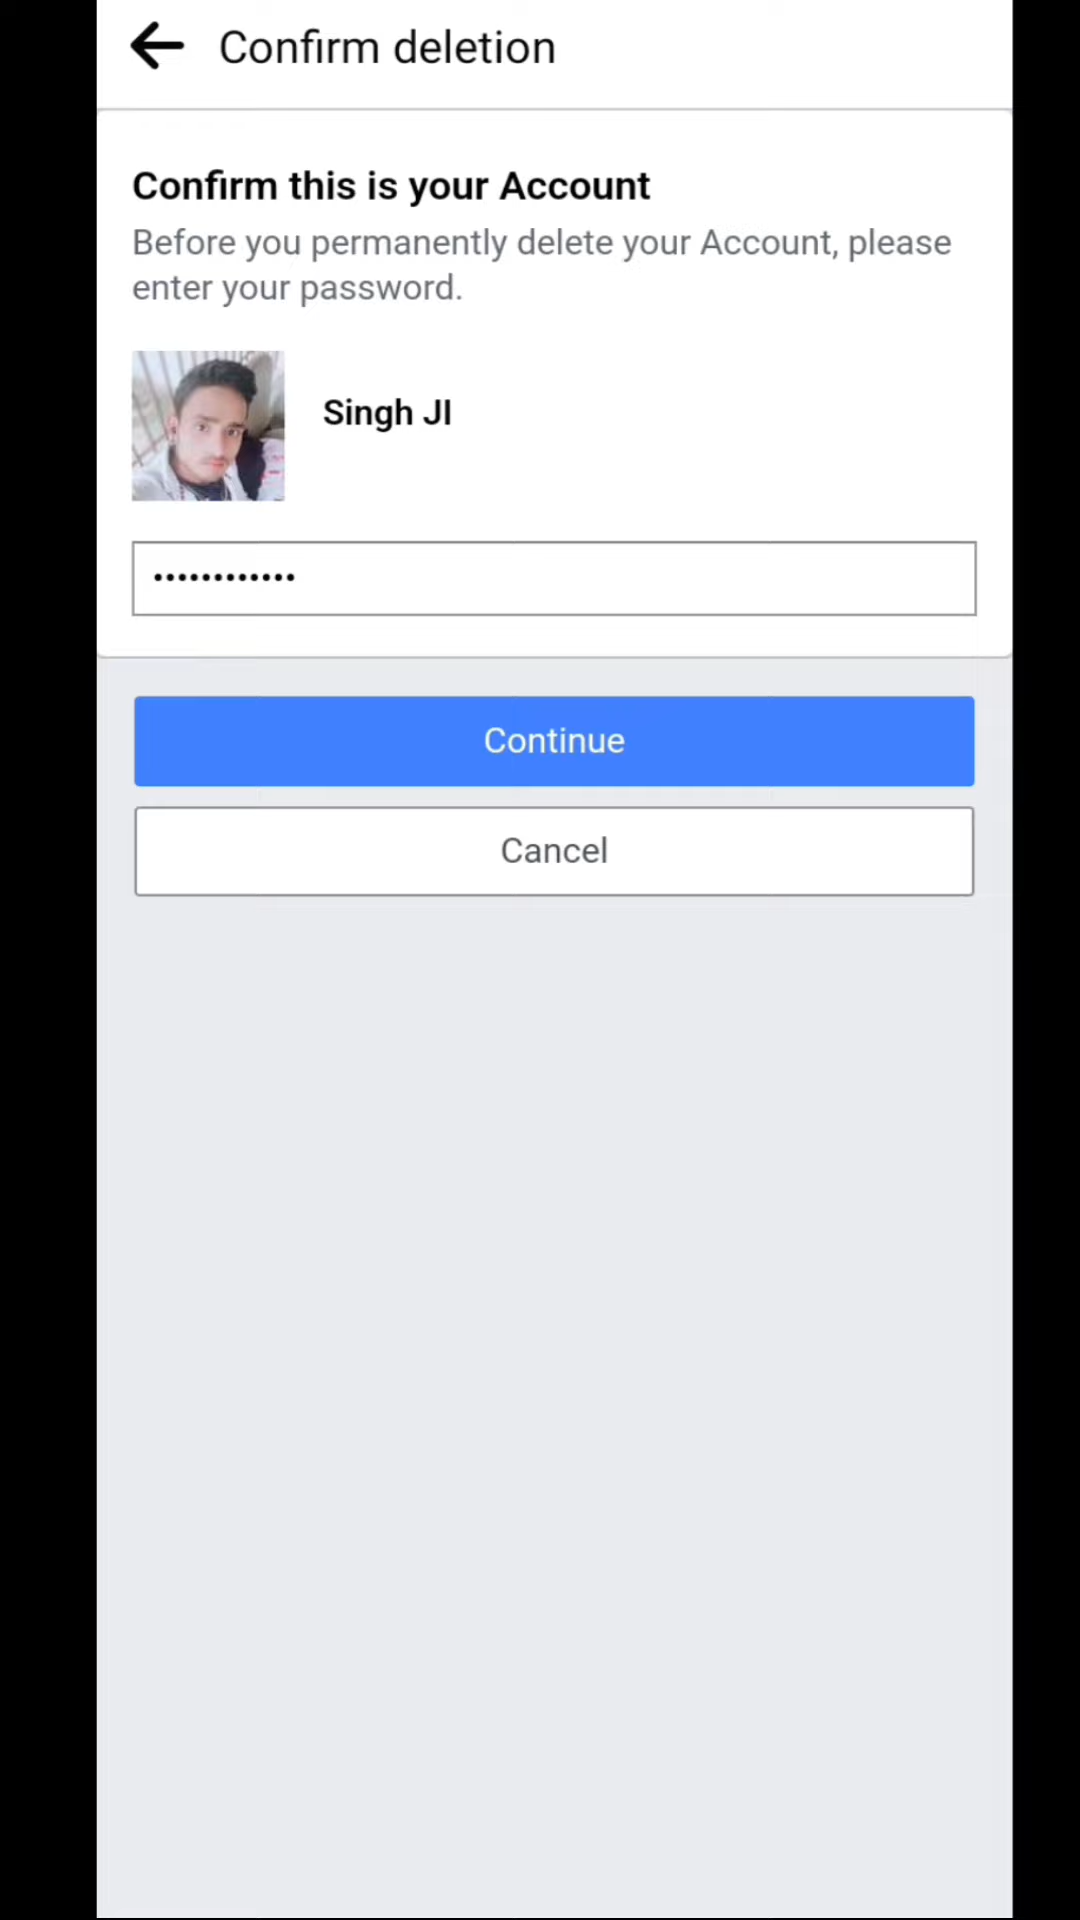 Confirm deletion
Confirm this is your Account
Before you permanently delete your Account, please
enter your password.
Singh JI
••••••••••••
Continue
Cancel